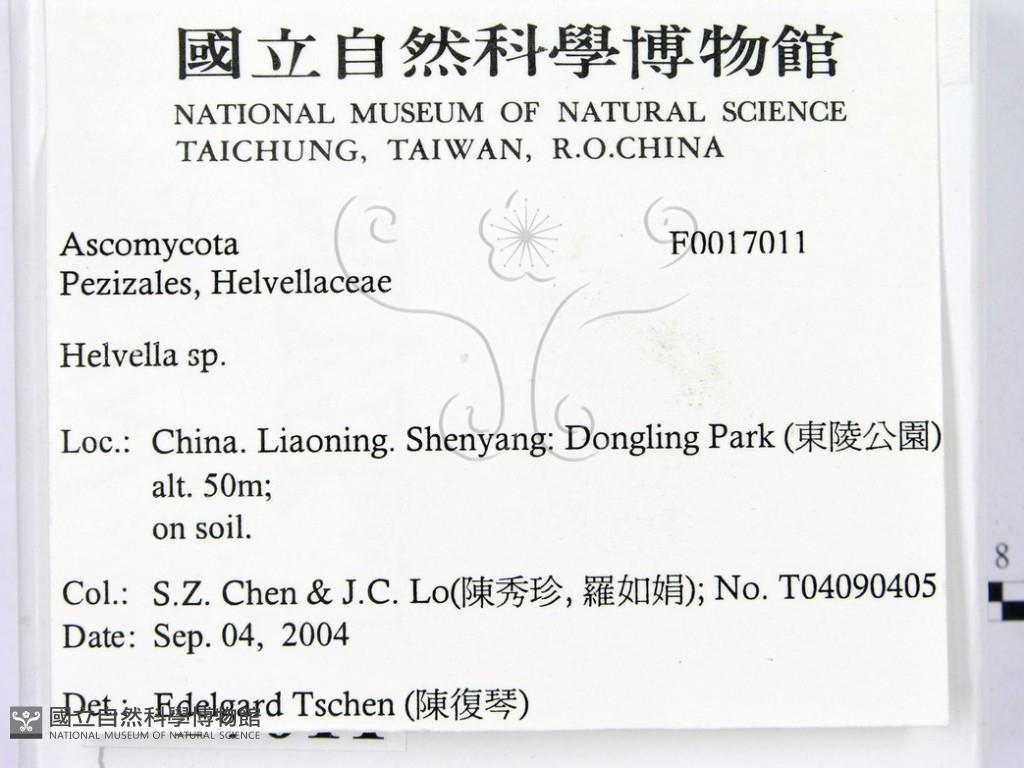 國立自然科學博物館
NATIONAL MUSEUM OF NATURAL SCIENCE
TAICHUNG, TAIWAN, R.O.CHINA
Ascomycota F0017011
Pezizales, Helvellaceae
Helvella sp.
Loc.: China. Liaoning. Shenyang: Dongling Park (東陵公園)
alt. 50m;
on soil.
8
Col.: S.Z. Chen & J.C. Lo(陳秀珍, 羅如娟); No. T04090405
Date: Sep. 04, 2004
Det.: Edelgard Tschen (陳復琴)
國立自然科學博物館
NATIONAL MUSEUM OF NATURAL SCIENCE